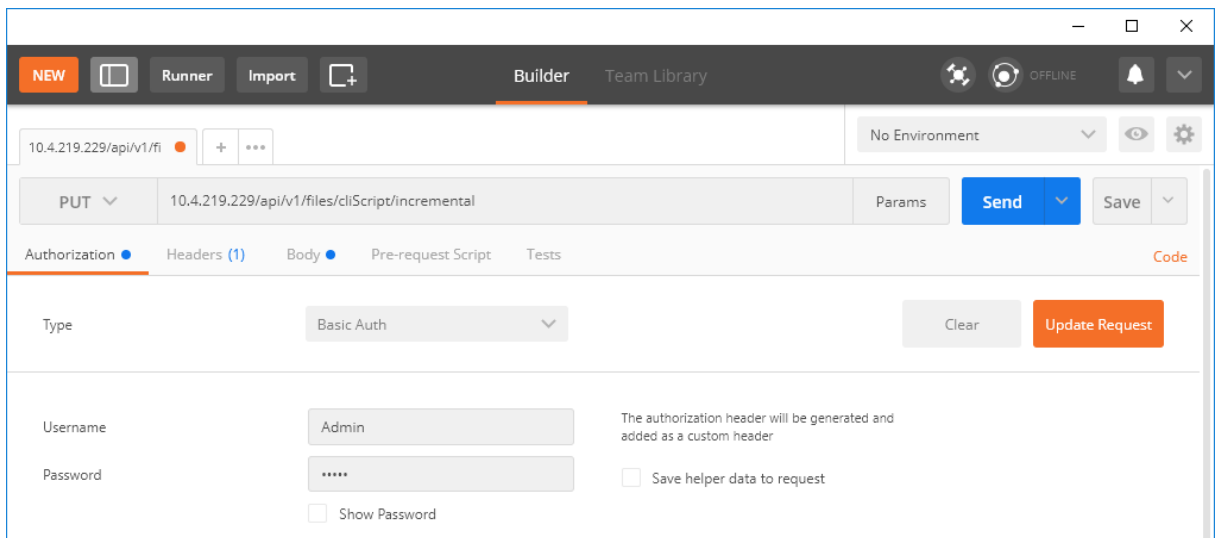 NEW Runner Import Builder Team Library OFFLINE
10.4.219.229/api/v1/fi + ••• No Environment
PUT 10.4.219.229/api/v1/files/cliScript/incremental Params Send Save
Authorization Headers (1) Body Pre-request Script Tests Code
Type Basic Auth Clear Update Request
Username Admin The authorization header will be generated and
added as a custom header
Password ••••• Save helper data to request
Show Password